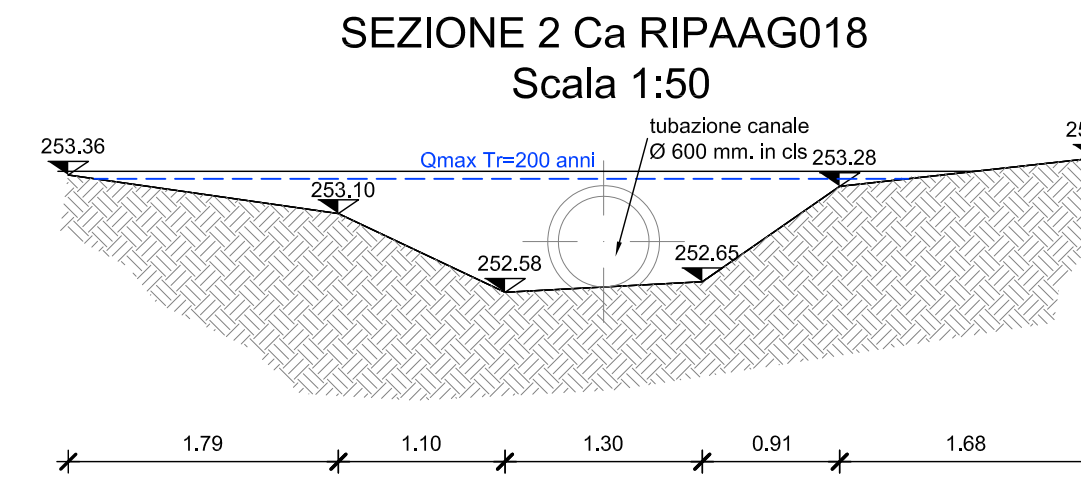 SEZIONE 2 Ca RIPAAG018
Scala 1:50
tubazione canale
Ø 600 mm. in cls
253.36
Qmax Tr=200 anni
253.28
253.10
252.58
252.65
1.79
1.10
1.30
0.91
1.68